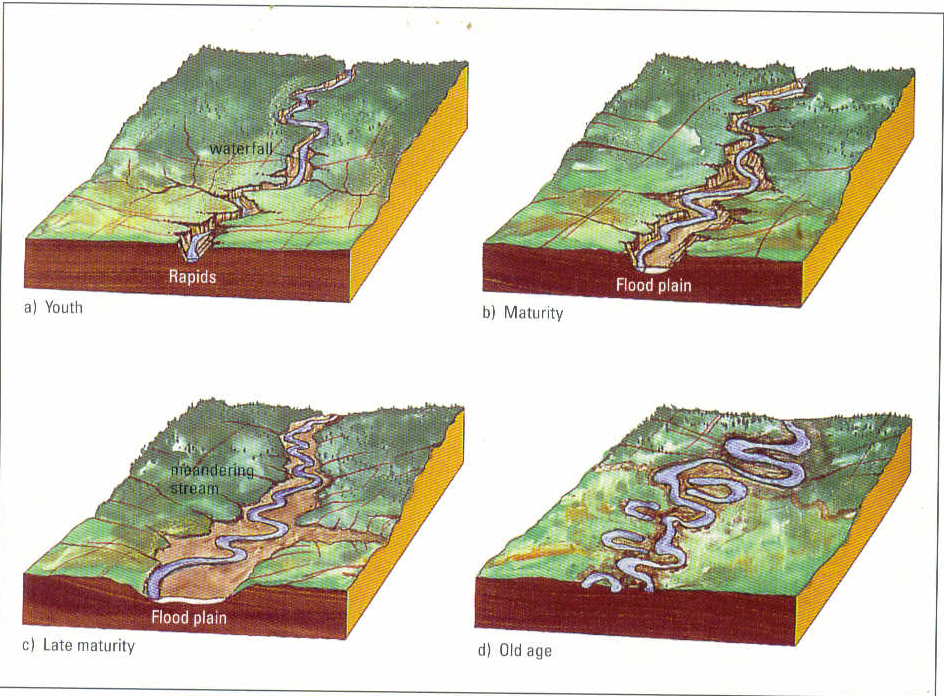 waterfall
Rapids
a) Youth
Flood plain
b) Maturity
meandering
stream
Flood plain
c) Late maturity
d) Old age